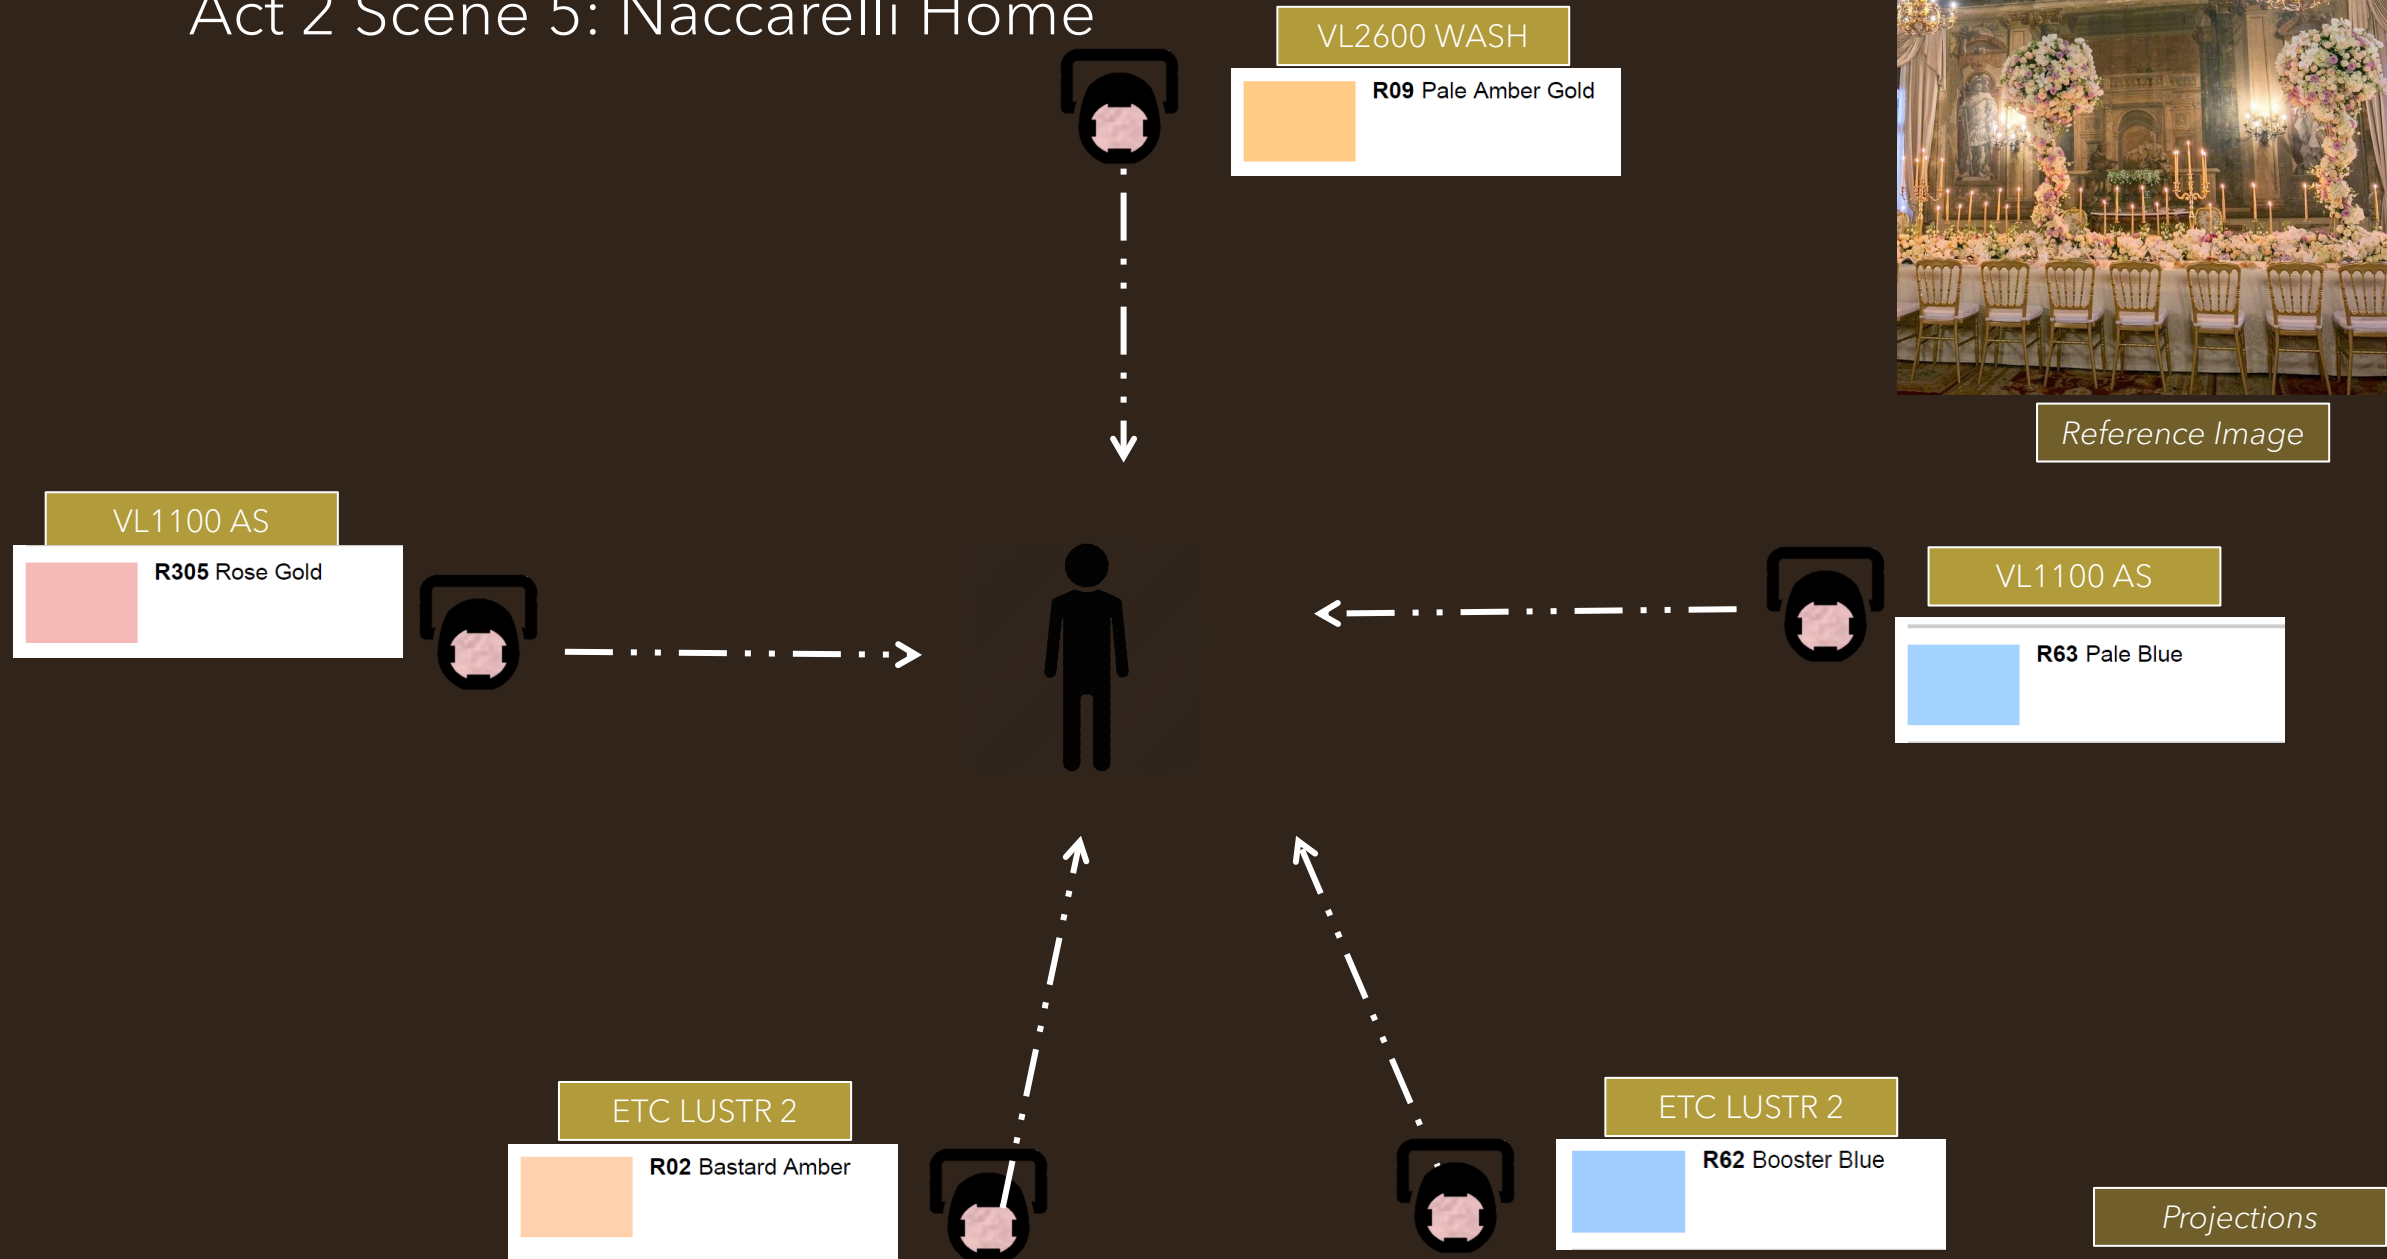 Act 2 Scene 5: Naccarelli Home
VL2600 WASH
R09 Pale Amber Gold
Reference Image
VL1100 AS
R305 Rose Gold
VL1100 AS
R63 Pale Blue
ETC LUSTR 2
R02 Bastard Amber
ETC LUSTR 2
R62 Booster Blue
Projections